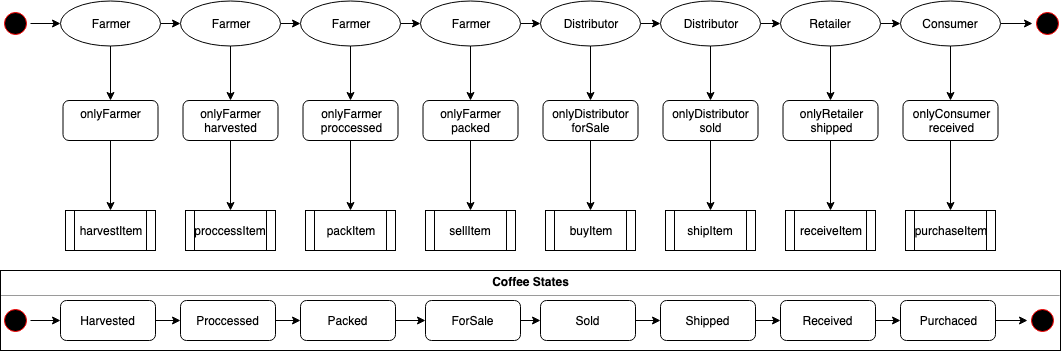 Farmer
Farmer
Farmer
Farmer
Distributor
Distributor
Retailer
Consumer
onlyFarmer
onlyFarmer
harvested
onlyFarmer
proccessed
onlyFarmer
packed
onlyDistributor
forSale
onlyDistributor
sold
onlyRetailer
shipped
onlyConsumer
received
harvestItem
proccessItem
packItem
sellItem
buyItem
shipItem
receiveItem
purchaseItem
Coffee States
Harvested
Proccessed
Packed
ForSale
Sold
Shipped
Received
Purchaced